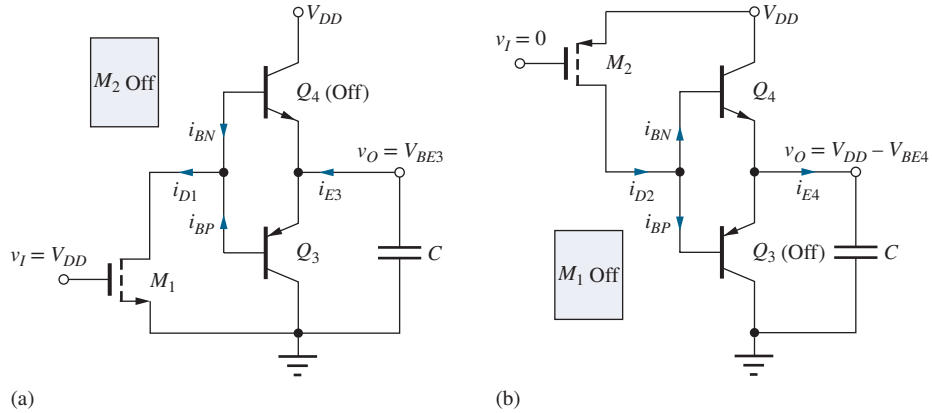 V_DD
M_2 Off
Q_4 (Off)
i_BN
v_O = V_BE3
i_D1
i_E3
i_BP
Q_3
v_I = V_DD
M_1
C
(a)
V_DD
v_I = 0
M_2
Q_4
i_BN
v_O = V_DD – V_BE4
i_D2
i_E4
i_BP
Q_3 (Off)
C
M_1 Off
(b)